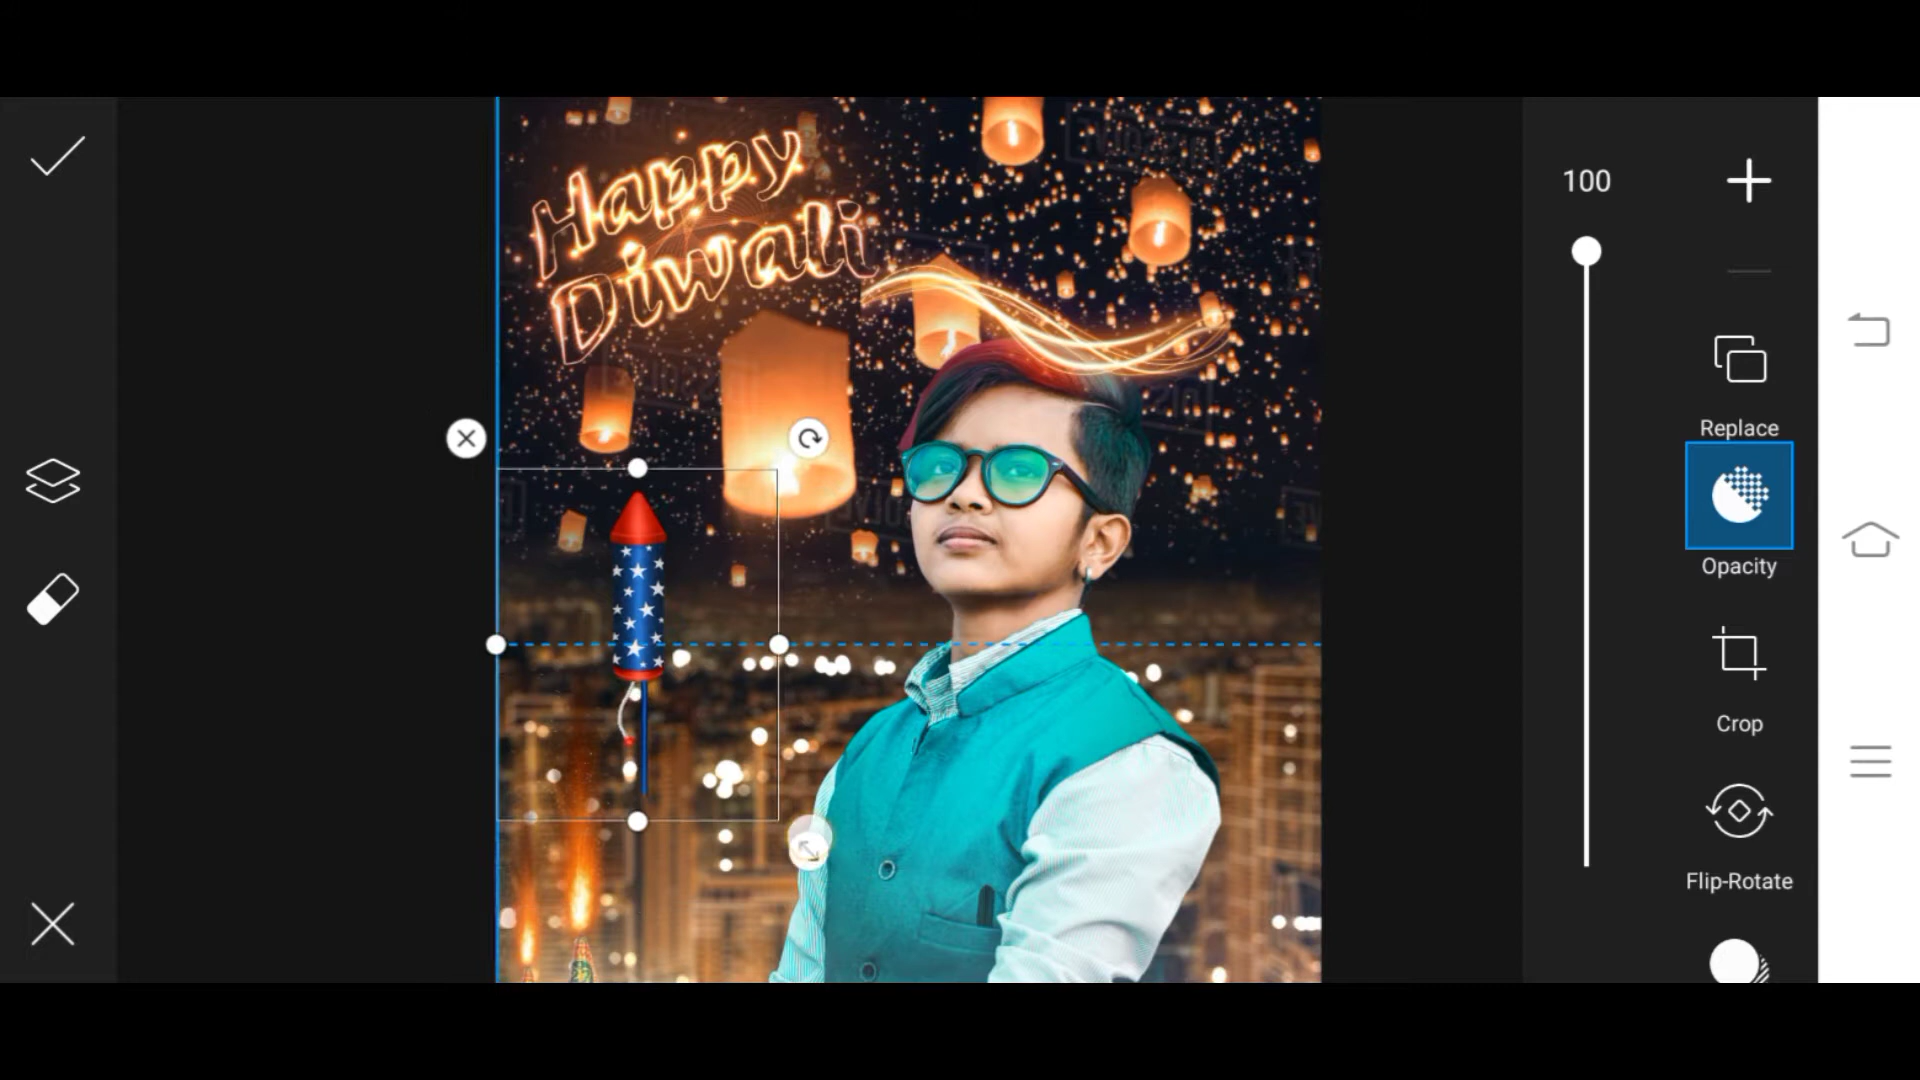 Happy
Diwali
100
Replace
Opacity
Crop
Flip-Rotate